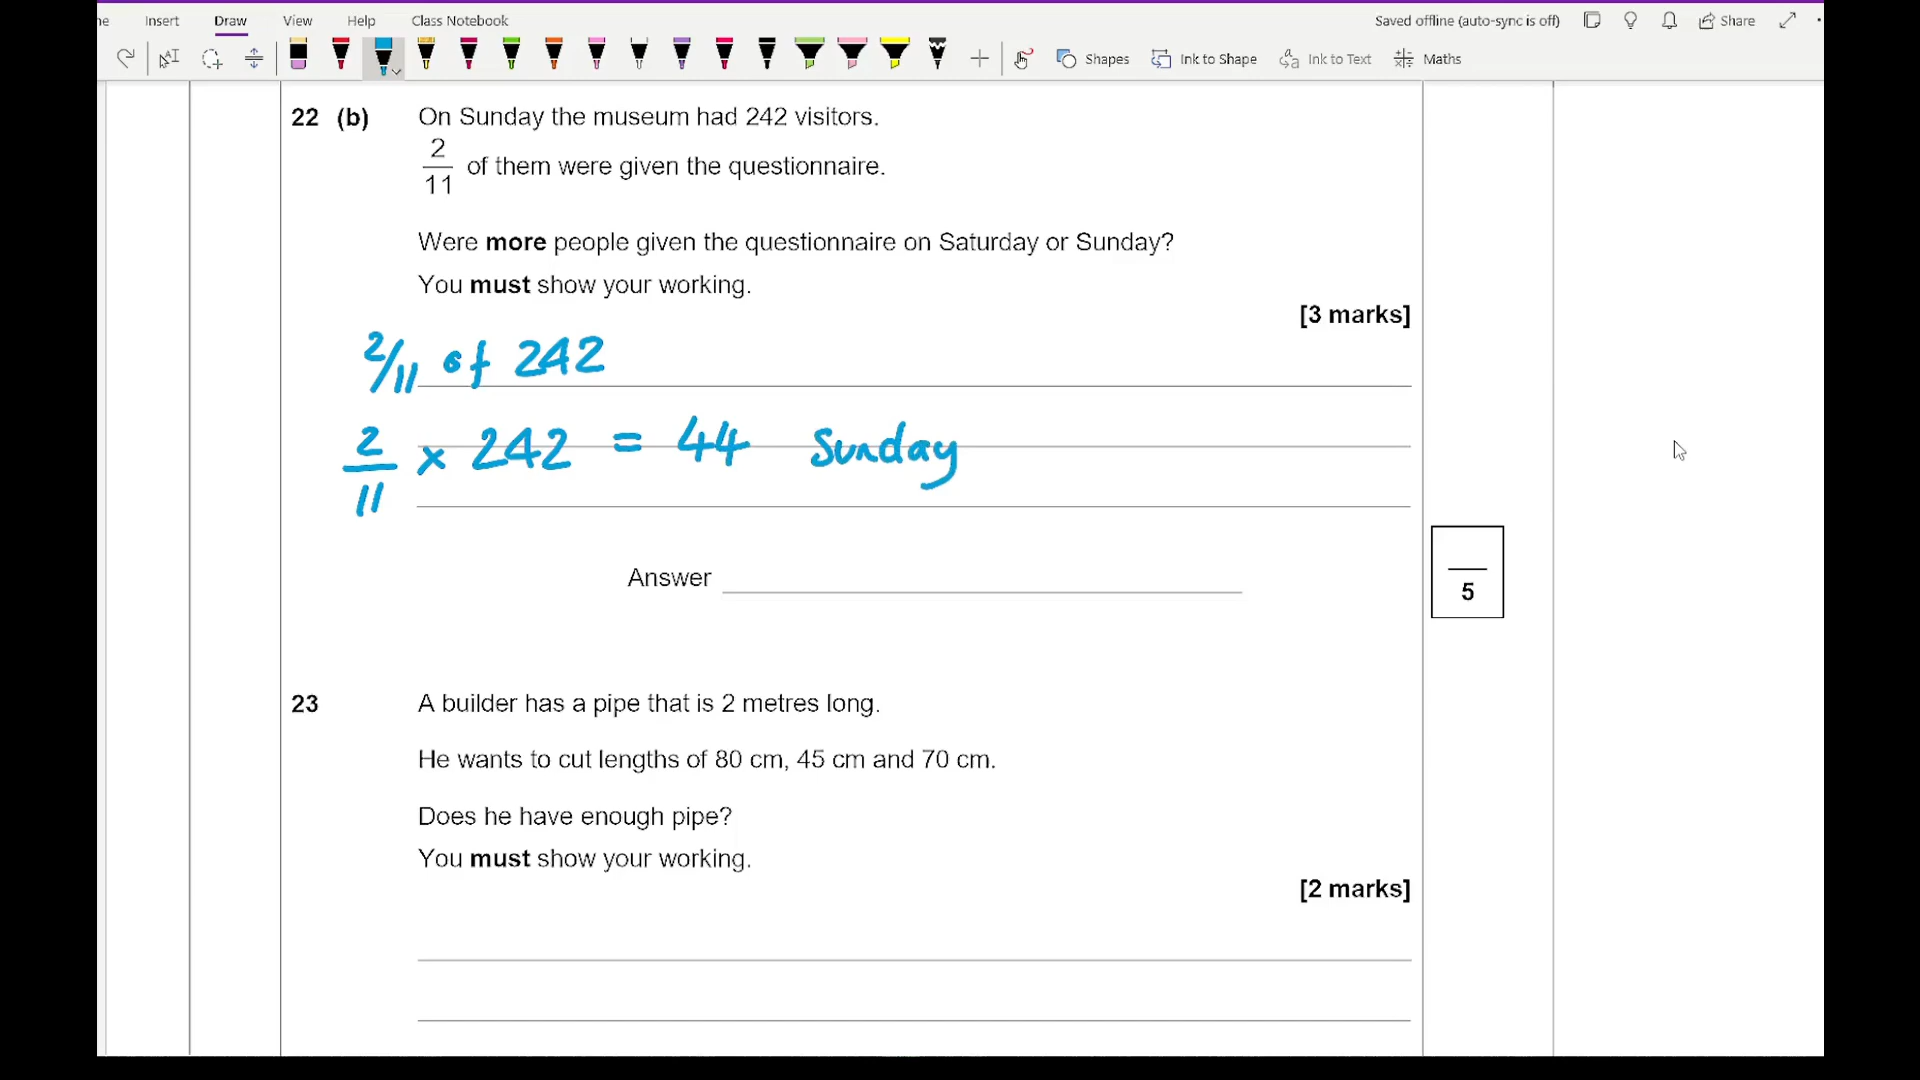 Insert Draw View Help Class Notebook Saved offline (auto-sync is off) Share
Shapes Ink to Shape Ink to Text Maths
22 (b) On Sunday the museum had 242 visitors.
2/11 of them were given the questionnaire.
Were more people given the questionnaire on Saturday or Sunday?
You must show your working.
[3 marks]
2/11 of 242
2/11 × 242 = 44 Sunday
Answer
5
23 A builder has a pipe that is 2 metres long.
He wants to cut lengths of 80 cm, 45 cm and 70 cm.
Does he have enough pipe?
You must show your working.
[2 marks]